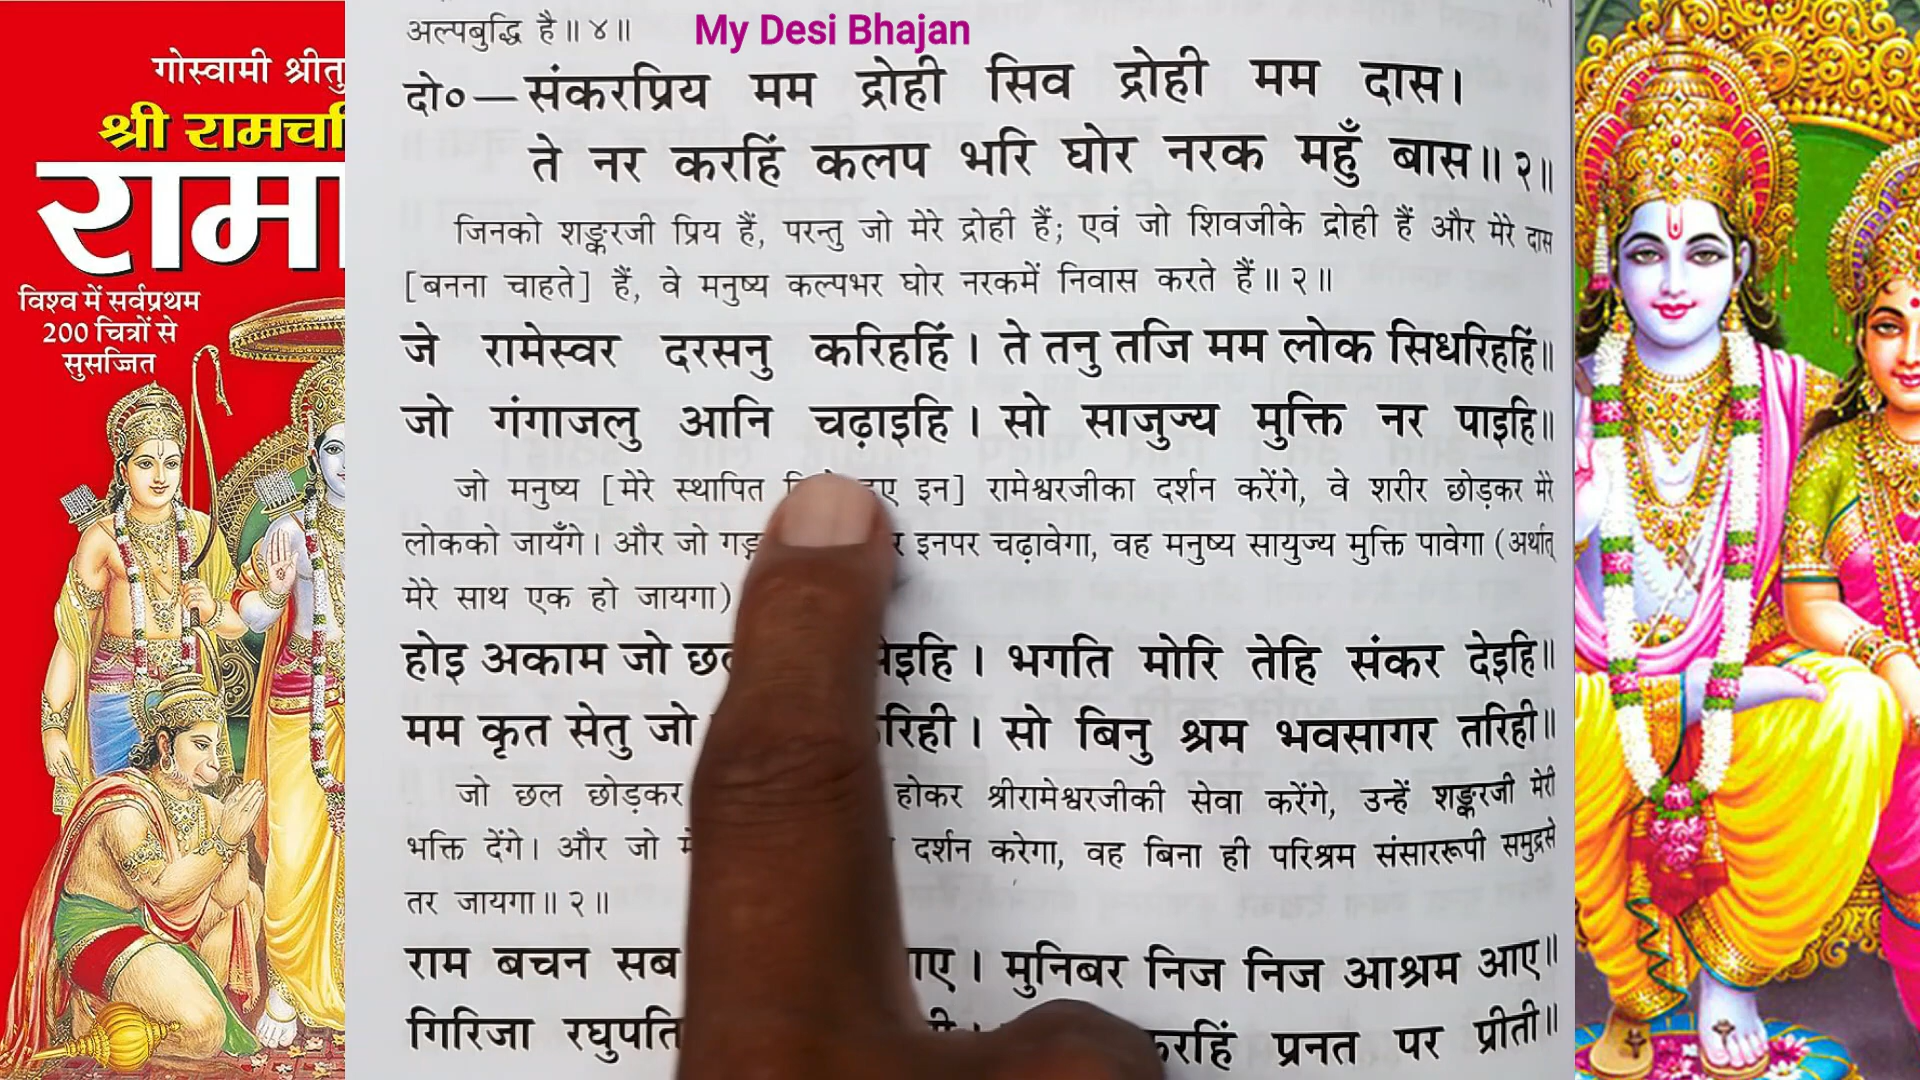 गोस्वामी श्रीतु
श्री रामचरि
रामा
विश्व में सर्वप्रथम
200 चित्रों से
सुसज्जित
My Desi Bhajan
अल्पबुद्धि है॥४॥
दो०—संकरप्रिय मम द्रोही सिव द्रोही मम दास।
ते नर करहिं कलप भरि घोर नरक महुँ बास॥२॥
जिनको शङ्करजी प्रिय हैं, परन्तु जो मेरे द्रोही हैं; एवं जो शिवजीके द्रोही हैं और मेरे दास
[बनना चाहते] हैं, वे मनुष्य कल्पभर घोर नरकमें निवास करते हैं॥२॥
जे रामेस्वर दरसनु करिहहिं। ते तनु तजि मम लोक सिधरिहहिं॥
जो गंगाजलु आनि चढ़ाइहि। सो साजुज्य मुक्ति नर पाइहि॥
जो मनुष्य [मेरे स्थापित इन] रामेश्वरजीका दर्शन करेंगे, वे शरीर छोड़कर मेरे
लोकको जायँगे। और जो इनपर चढ़ावेगा, वह मनुष्य सायुज्य मुक्ति पावेगा (अर्थात्
मेरे साथ एक हो जायगा)
होइ अकाम जो । भगति मोरि तेहि संकर देइहि॥
मम कृत सेतु जो । सो बिनु श्रम भवसागर तरिही॥
जो छल छोड़कर होकर श्रीरामेश्वरजीकी सेवा करेंगे, उन्हें शङ्करजी मेरी
भक्ति देंगे। और जो दर्शन करेगा, वह बिना ही परिश्रम संसाररूपी समुद्रसे
तर जायगा॥२॥
राम बचन सब । मुनिबर निज निज आश्रम आए॥
गिरिजा रघुपति । प्रनत पर प्रीती॥